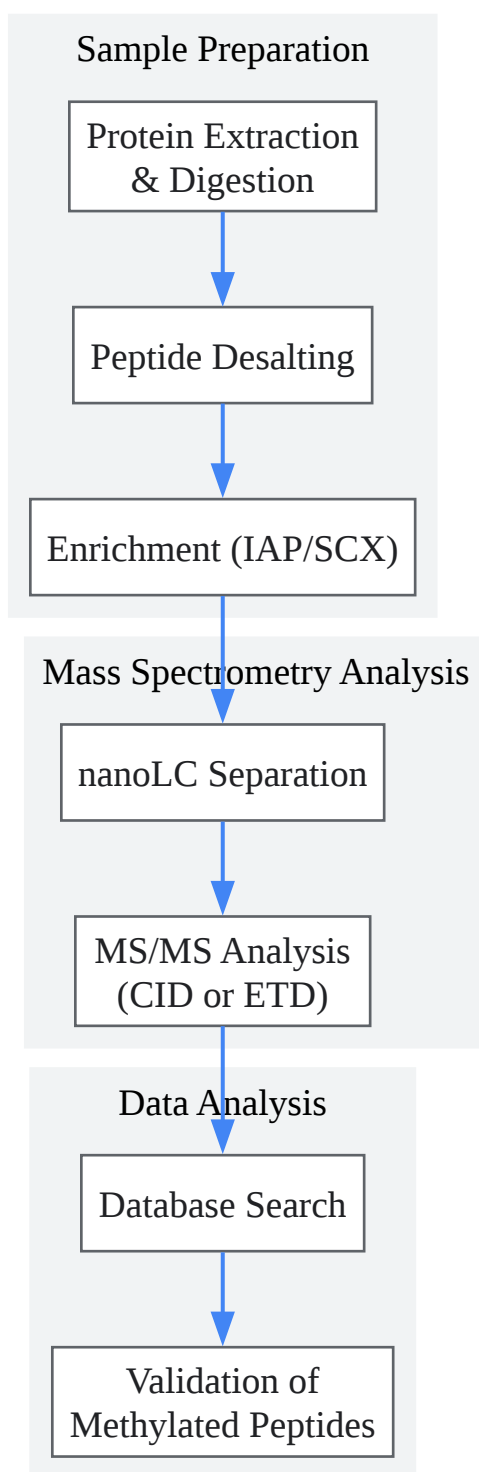 Sample Preparation
Protein Extraction
& Digestion
Peptide Desalting
Enrichment (IAP/SCX)
Mass Spectrometry Analysis
nanoLC Separation
MS/MS Analysis
(CID or ETD)
Data Analysis
Database Search
Validation of
Methylated Peptides